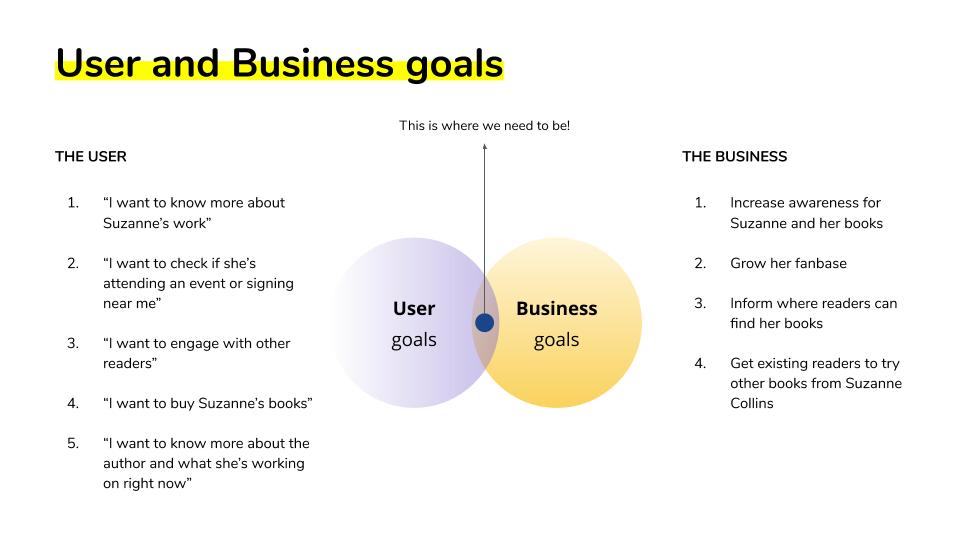 User and Business goals
This is where we need to be!
THE USER
1. “I want to know more about
Suzanne’s work”
2. “I want to check if she’s
attending an event or signing
near me”
3. “I want to engage with other
readers”
4. “I want to buy Suzanne’s books”
5. “I want to know more about the
author and what she’s working
on right now”
User
goals
Business
goals
THE BUSINESS
1. Increase awareness for
Suzanne and her books
2. Grow her fanbase
3. Inform where readers can
find her books
4. Get existing readers to try
other books from Suzanne
Collins